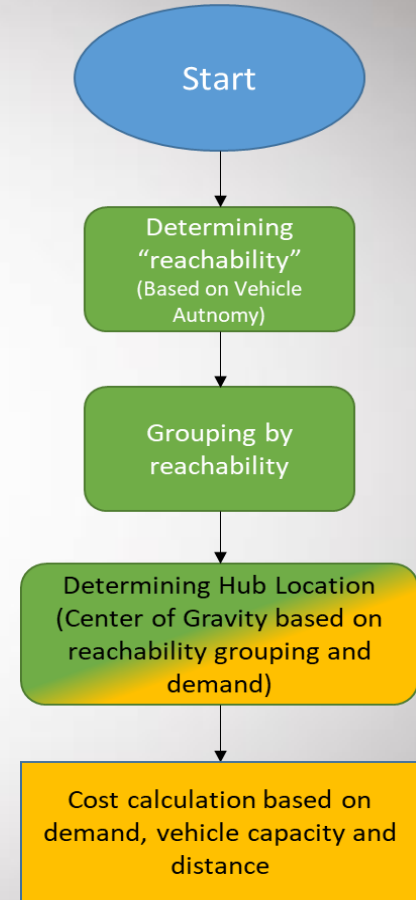 Start
Determining
“reachability”
(Based on Vehicle
Autnomy)
Grouping by
reachability
Determining Hub Location
(Center of Gravity based on
reachability grouping and
demand)
Cost calculation based on
demand, vehicle capacity and
distance